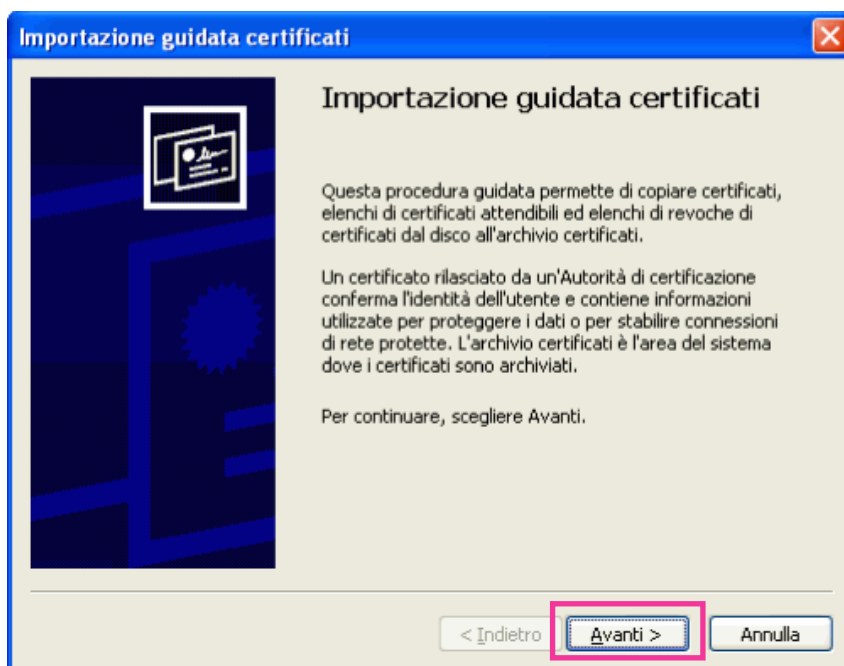 Importazione guidata certificati
Importazione guidata certificati
Questa procedura guidata permette di copiare certificati,
elenchi di certificati attendibili ed elenchi di revoche di
certificati dal disco all'archivio certificati.
Un certificato rilasciato da un'Autorità di certificazione
conferma l'identità dell'utente e contiene informazioni
utilizzate per proteggere i dati o per stabilire connessioni
di rete protette. L'archivio certificati è l'area del sistema
dove i certificati sono archiviati.
Per continuare, scegliere Avanti.
< Indietro Avanti > Annulla